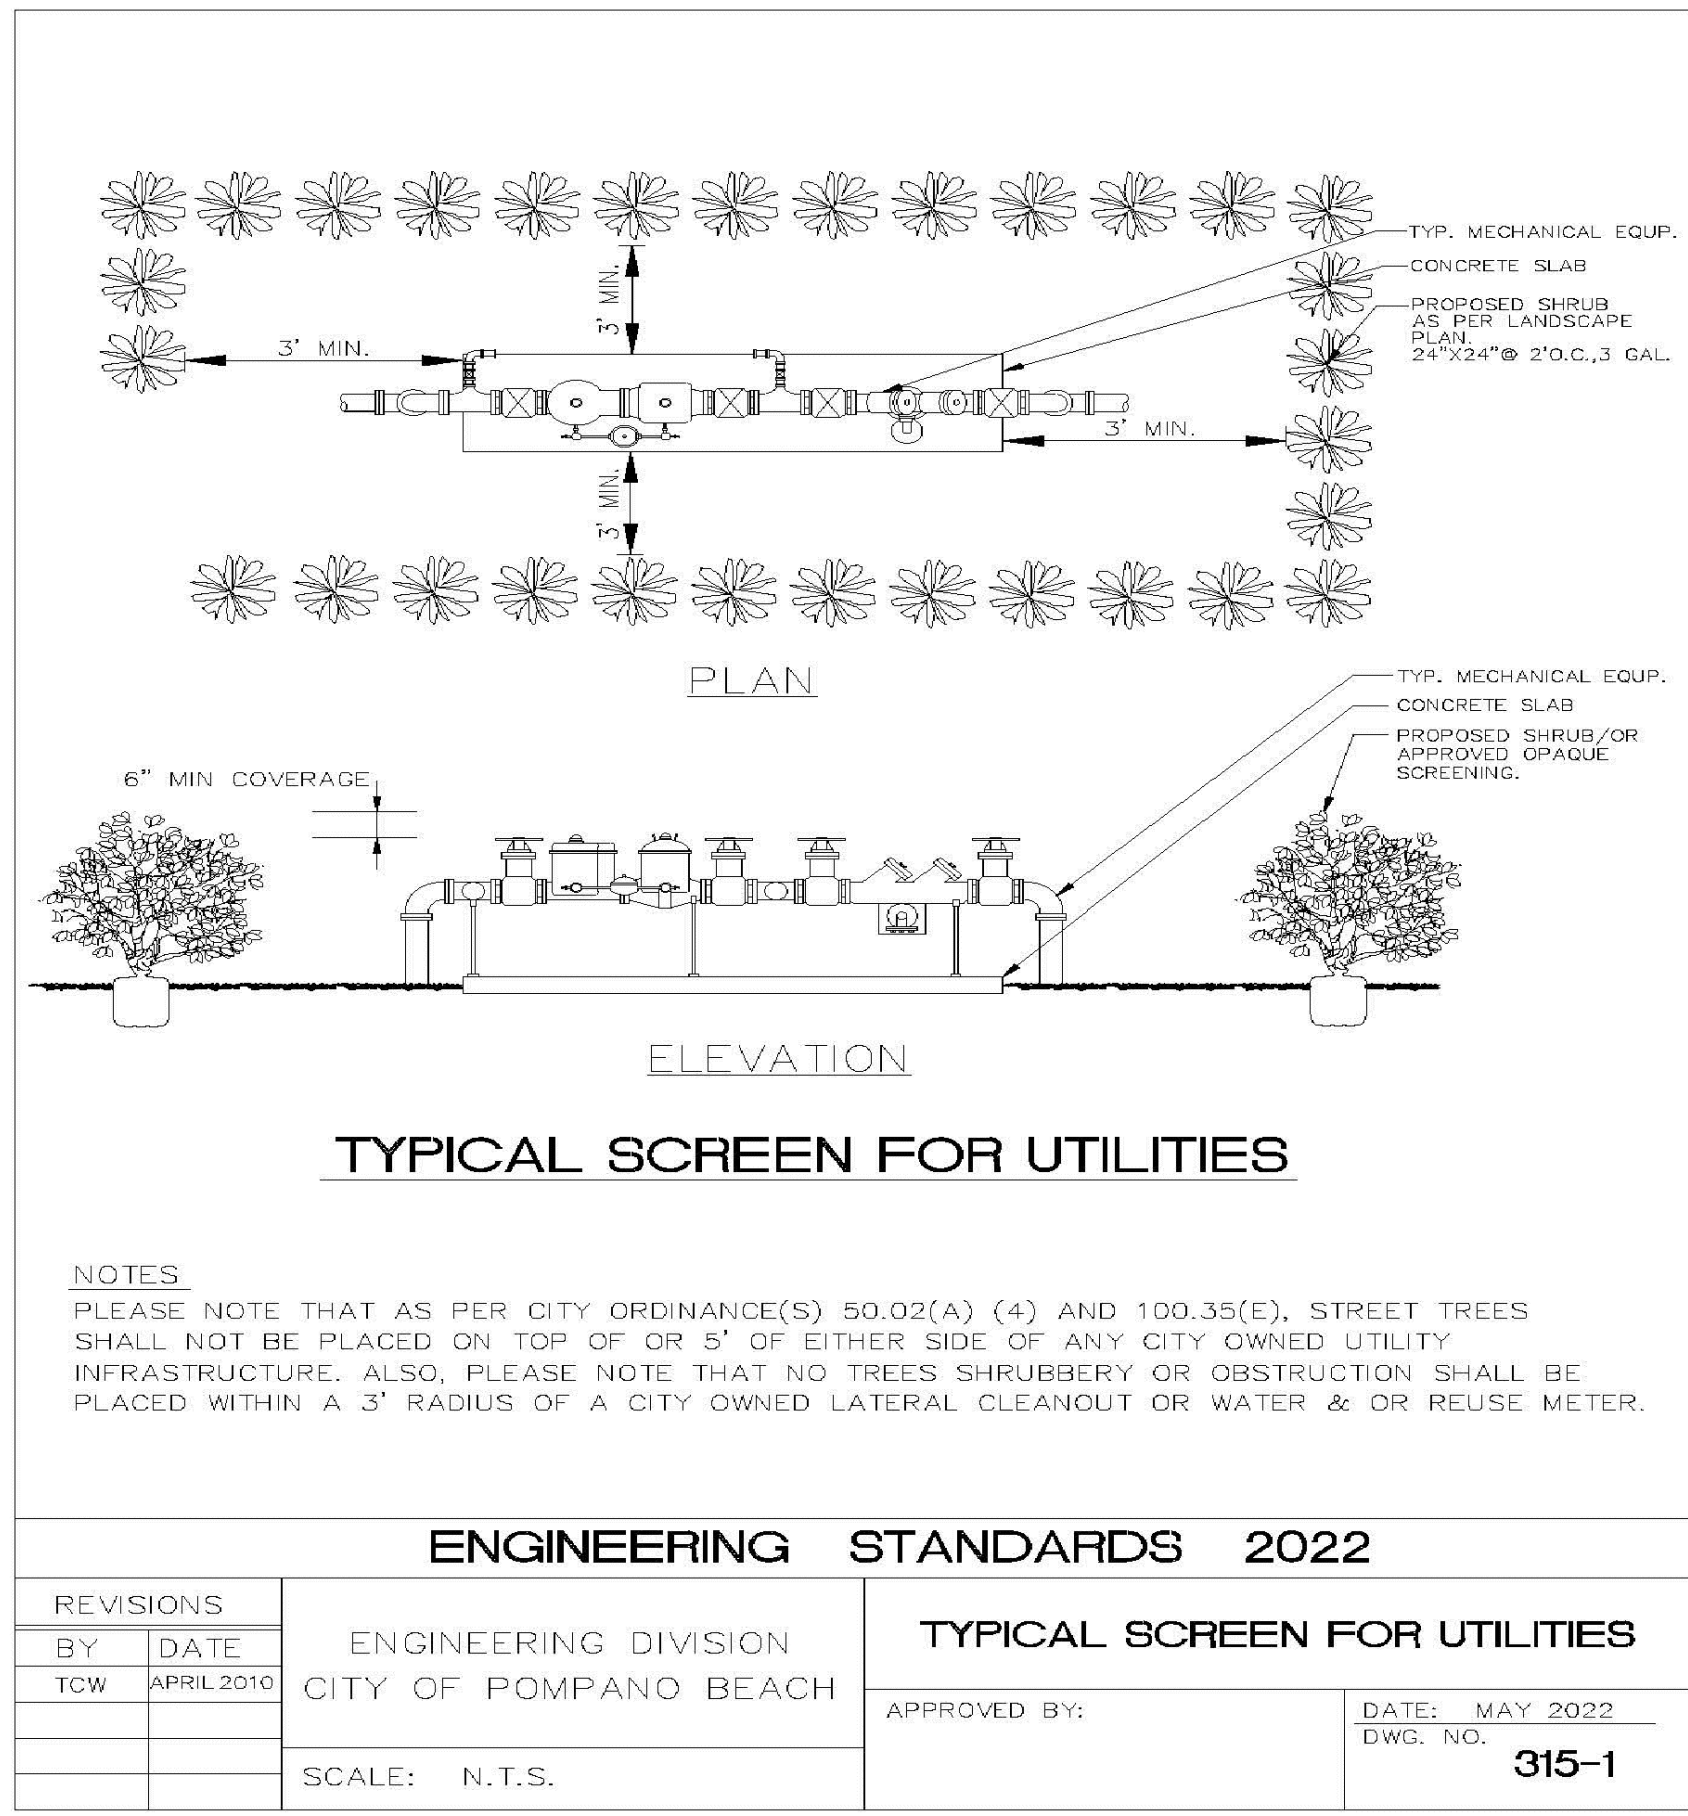 TYP. MECHANICAL EQUP.
CONCRETE SLAB
PROPOSED SHRUB
AS PER LANDSCAPE
PLAN.
24"X24"@ 2'O.C.,3 GAL.
3' MIN.
3' MIN.
3' MIN.
3' MIN.
PLAN
TYP. MECHANICAL EQUP.
CONCRETE SLAB
PROPOSED SHRUB/OR
APPROVED OPAQUE
SCREENING.
6" MIN COVERAGE
ELEVATION
TYPICAL SCREEN FOR UTILITIES
NOTES
PLEASE NOTE THAT AS PER CITY ORDINANCE(S) 50.02(A) (4) AND 100.35(E), STREET TREES
SHALL NOT BE PLACED ON TOP OF OR 5' OF EITHER SIDE OF ANY CITY OWNED UTILITY
INFRASTRUCTURE. ALSO, PLEASE NOTE THAT NO TREES SHRUBBERY OR OBSTRUCTION SHALL BE
PLACED WITHIN A 3' RADIUS OF A CITY OWNED LATERAL CLEANOUT OR WATER & OR REUSE METER.
ENGINEERING STANDARDS 2022
REVISIONS
BY DATE
TCW APRIL 2010
ENGINEERING DIVISION
CITY OF POMPANO BEACH
SCALE: N.T.S.
TYPICAL SCREEN FOR UTILITIES
APPROVED BY:
DATE: MAY 2022
DWG. NO.
315-1